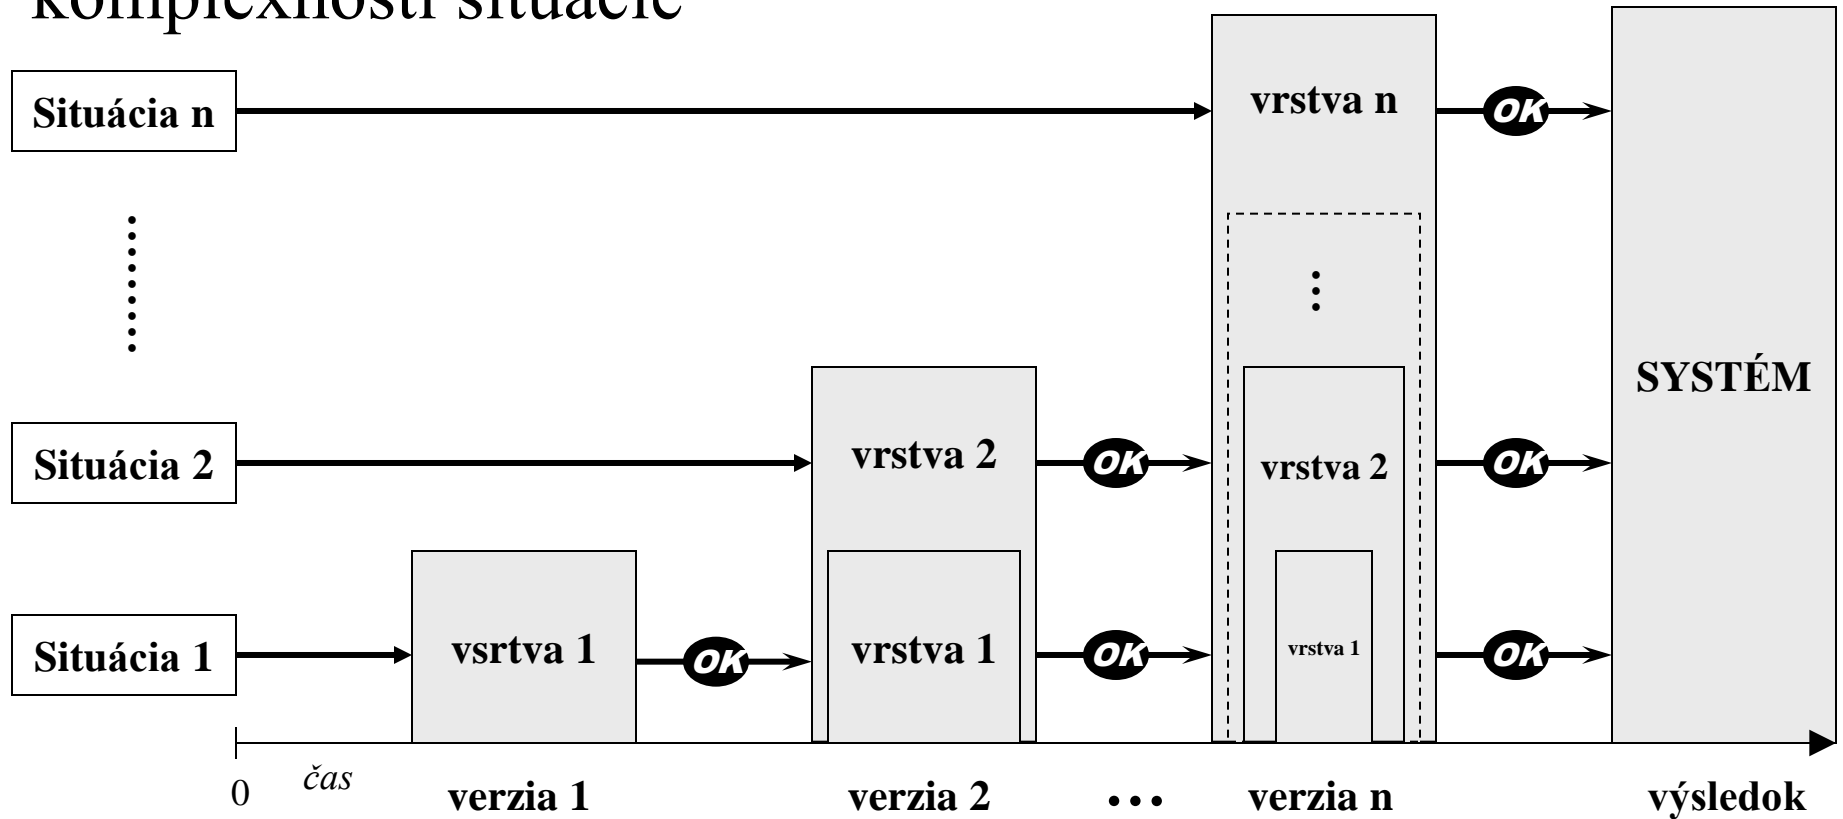 komplexnosti situácie
Situácia n
vrstva n
OK
SYSTÉM
Situácia 2
vrstva 2
OK
vrstva 2
OK
Situácia 1
vsrtva 1
OK
vrstva 1
OK
vrstva 1
OK
0
čas
verzia 1
verzia 2
...
verzia n
výsledok